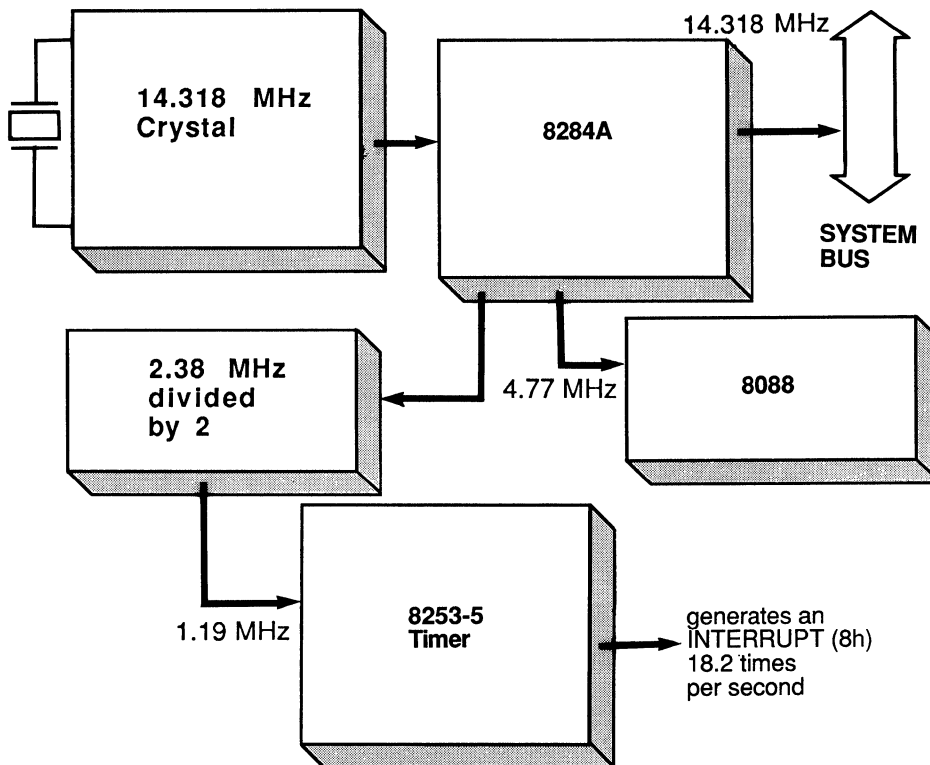 14.318 MHz
Crystal
8284A
14.318 MHz
SYSTEM
BUS
2.38 MHz
divided
by 2
4.77 MHz
8088
1.19 MHz
8253-5
Timer
generates an
INTERRUPT (8h)
18.2 times
per second